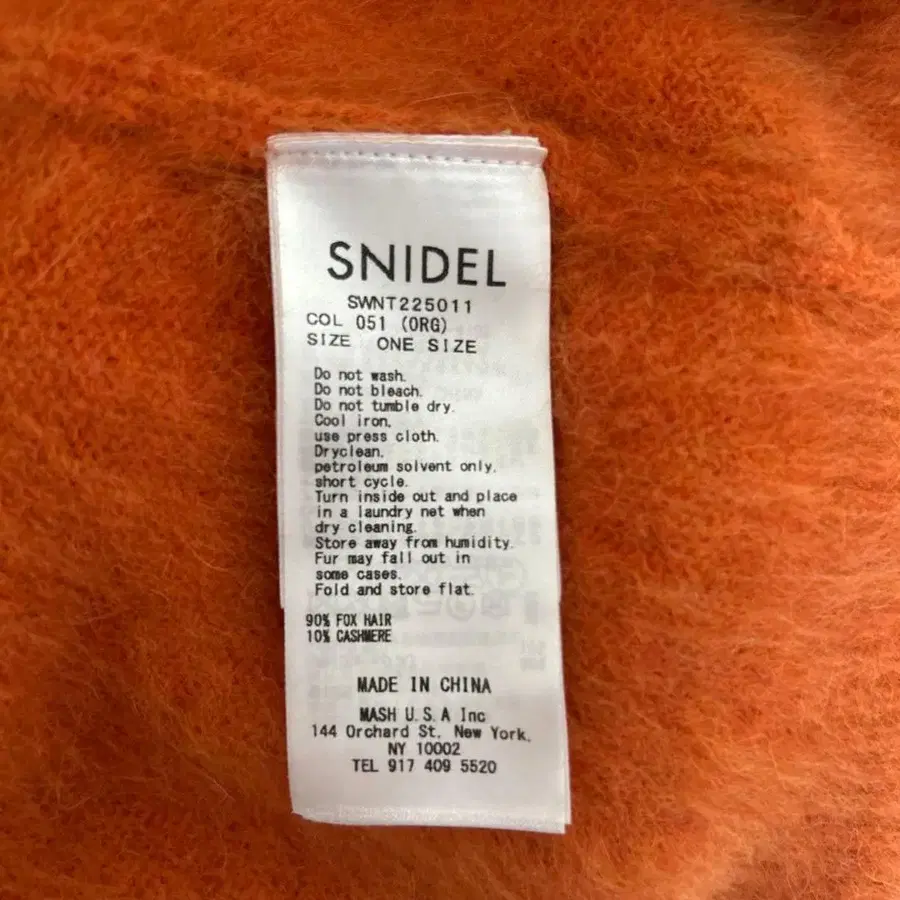 SNIDEL
SWNT225011
COL 051 (ORG)
SIZE ONE SIZE
Do not wash.
Do not bleach.
Do not tumble dry.
Cool iron,
use press cloth.
Dryclean,
petroleum solvent only.
short cycle.
Turn inside out and place
in a laundry net when
dry cleaning.
Store away from humidity.
Fur may fall out in
some cases.
Fold and store flat.
90% FOX HAIR
10% CASHMERE
MADE IN CHINA
MASH U.S.A Inc
144 Orchard St, New York,
NY 10002
TEL 917 409 5520